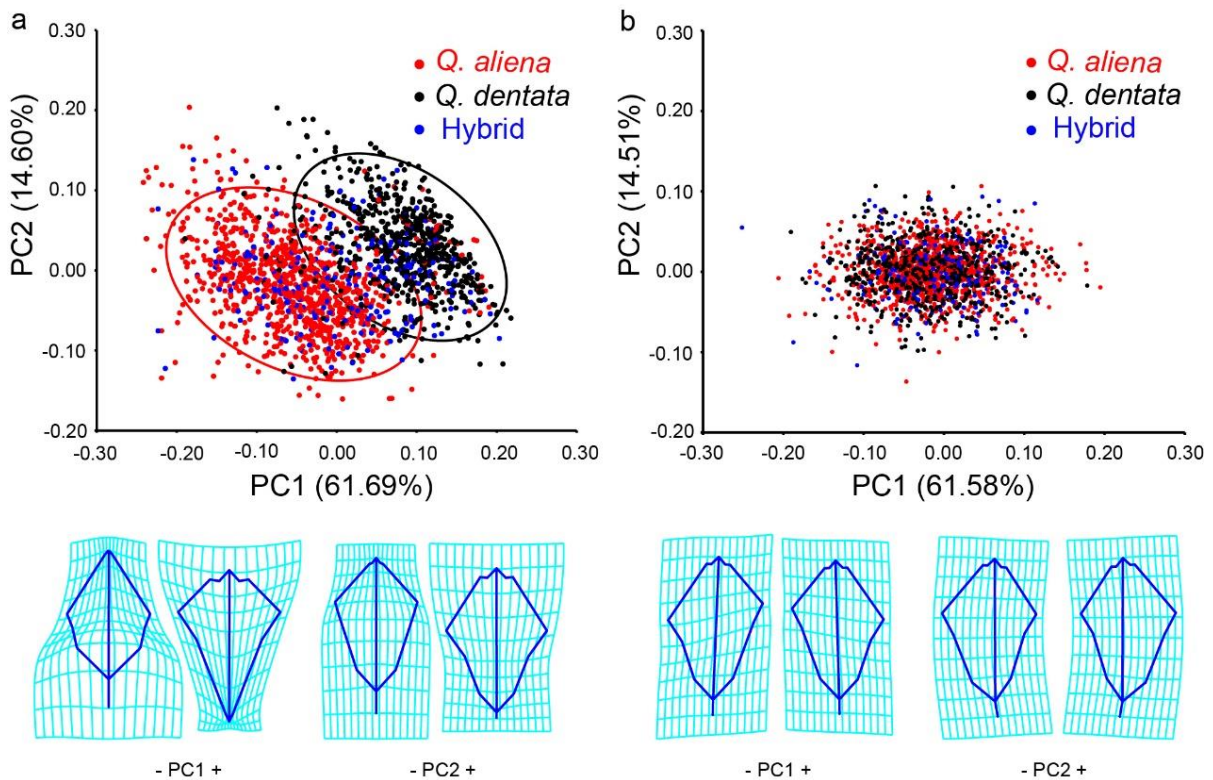 a
0.30
0.20
0.10
0.00
-0.10
-0.20
PC2 (14.60%)
Q. aliena
Q. dentata
Hybrid
-0.30 -0.20 -0.10 0.00 0.10 0.20 0.30
PC1 (61.69%)
b
0.30
0.20
0.10
0.00
-0.10
-0.20
PC2 (14.51%)
Q. aliena
Q. dentata
Hybrid
-0.30 -0.20 -0.10 0.00 0.10 0.20 0.30
PC1 (61.58%)
- PC1 +
- PC2 +
- PC1 +
- PC2 +